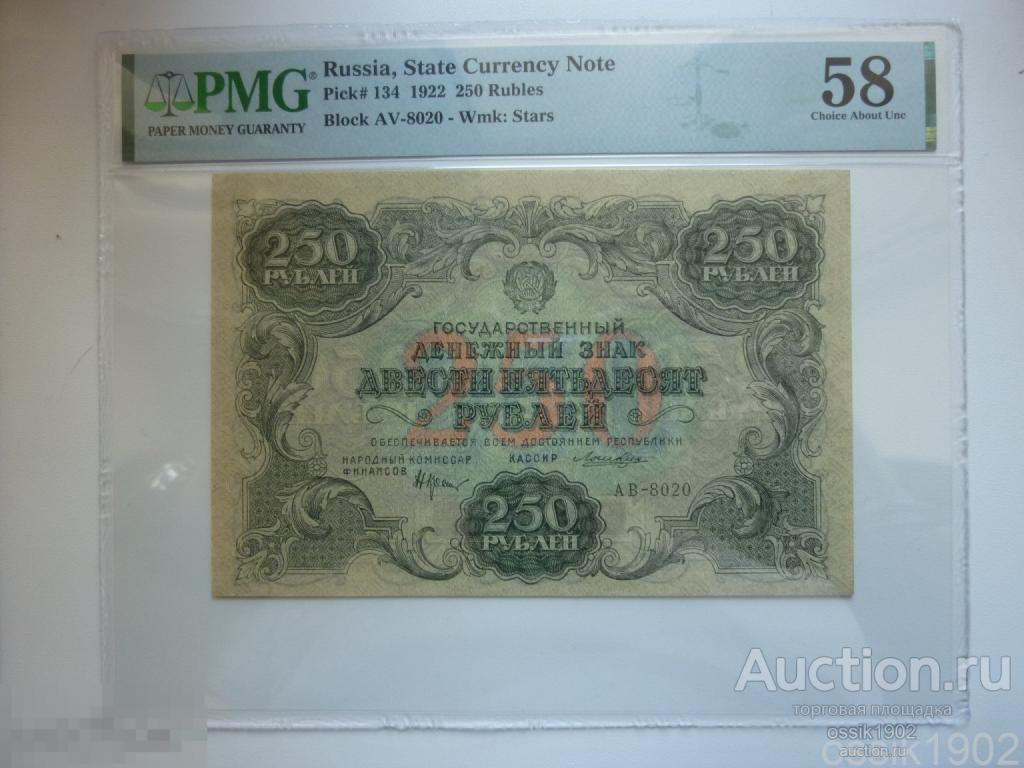 PMG®
PAPER MONEY GUARANTY
Russia, State Currency Note
Pick# 134 1922 250 Rubles
Block AV-8020 - Wmk: Stars
58
Choice About Unc
250
РУБЛЕЙ
250
РУБЛЕЙ
ГОСУДАРСТВЕННЫЙ
ДЕНЕЖНЫЙ ЗНАК
250
ДВЕСТИ ПЯТЬДЕСЯТ
РУБЛЕЙ
ОБЕСПЕЧИВАЕТСЯ ВСЕМ ДОСТОЯНИЕМ РЕСПУБЛИКИ
НАРОДНЫЙ КОМИССАР
ФИНАНСОВ
КАССИР
АВ-8020
250
РУБЛЕЙ
Auction.ru
торговая площадка
ossik1902
auction.ru
ossik1902